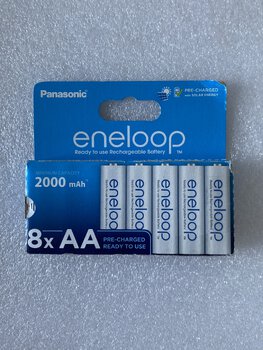 Panasonic
PRE-CHARGED
with SOLAR ENERGY
eneloop
Ready to use Rechargeable Battery
TM
MINIMUM CAPACITY
2000 mAh
8x AA
PRE-CHARGED
READY TO USE
eneloop
eneloop
eneloop
eneloop
eneloop